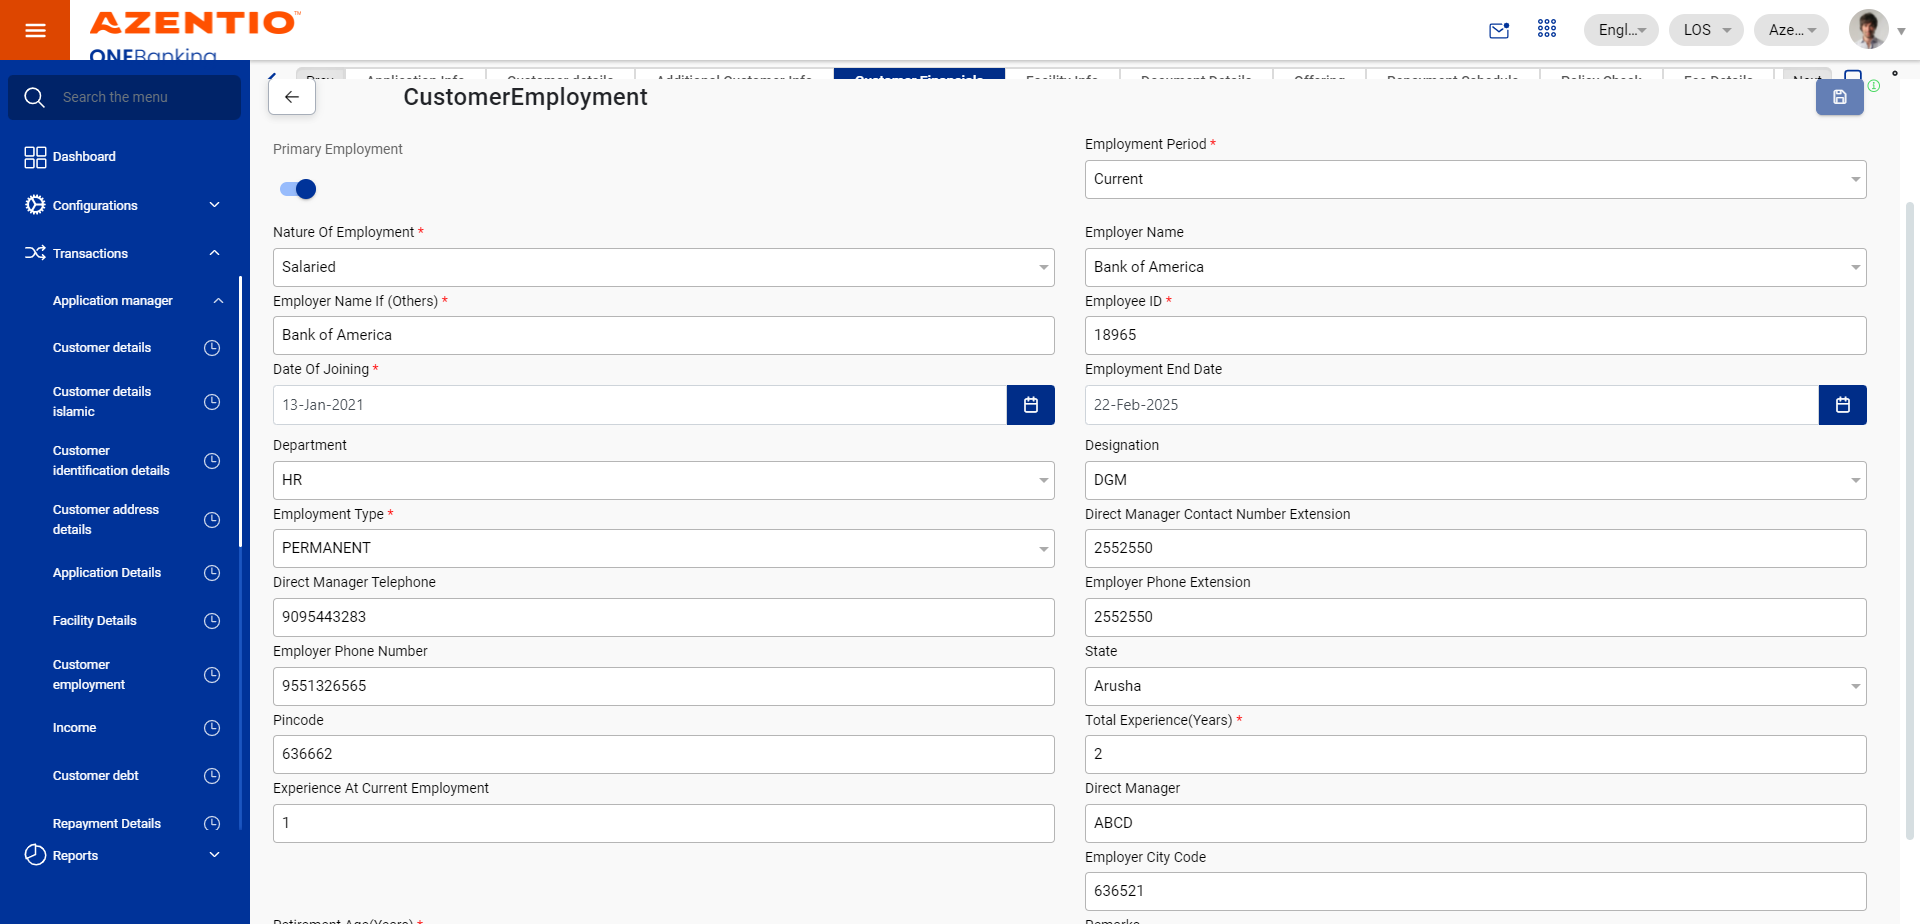 AZENTIO™
ONEBanking
Engl...
LOS
Aze...
Search the menu
Dashboard
Configurations
Transactions
Application manager
Customer details
Customer details
islamic
Customer
identification details
Customer address
details
Application Details
Facility Details
Customer
employment
Income
Customer debt
Repayment Details
Reports
Prev
Application Info
Customer details
Additional Customer Info
Customer Financials
Facility Info
Document Details
Offering
Repayment Schedule
Policy Check
Fee Details
Next
CustomerEmployment
Primary Employment
Employment Period *
Current
Nature Of Employment *
Salaried
Employer Name
Bank of America
Employer Name If (Others) *
Bank of America
Employee ID *
18965
Date Of Joining *
13-Jan-2021
Employment End Date
22-Feb-2025
Department
HR
Designation
DGM
Employment Type *
PERMANENT
Direct Manager Contact Number Extension
2552550
Direct Manager Telephone
9095443283
Employer Phone Extension
2552550
Employer Phone Number
9551326565
State
Arusha
Pincode
636662
Total Experience(Years) *
2
Experience At Current Employment
1
Direct Manager
ABCD
Employer City Code
636521
Retirement Age(Years) *
Remarks